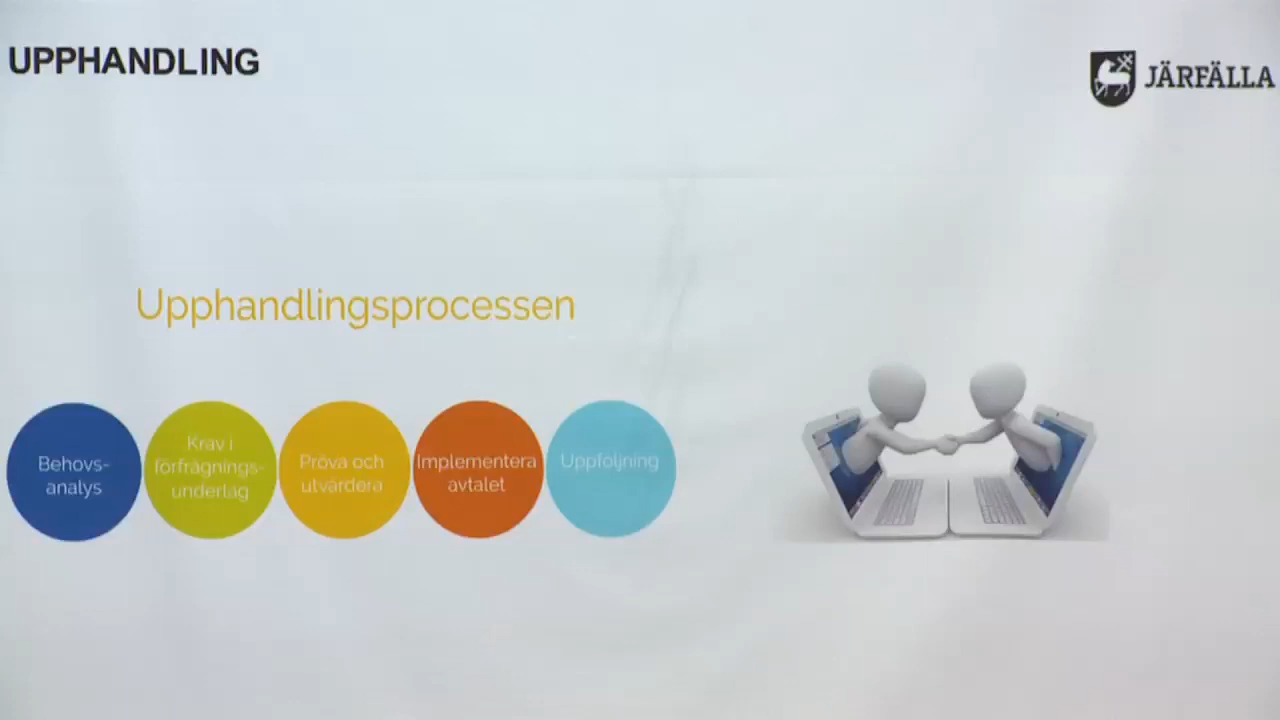 UPPHANDLING
JÄRFÄLLA
Upphandlingsprocessen
Behovs-
analys
Krav i
förfrågnings-
underlag
Pröva och
utvärdera
Implementera
avtalet
Uppföljning